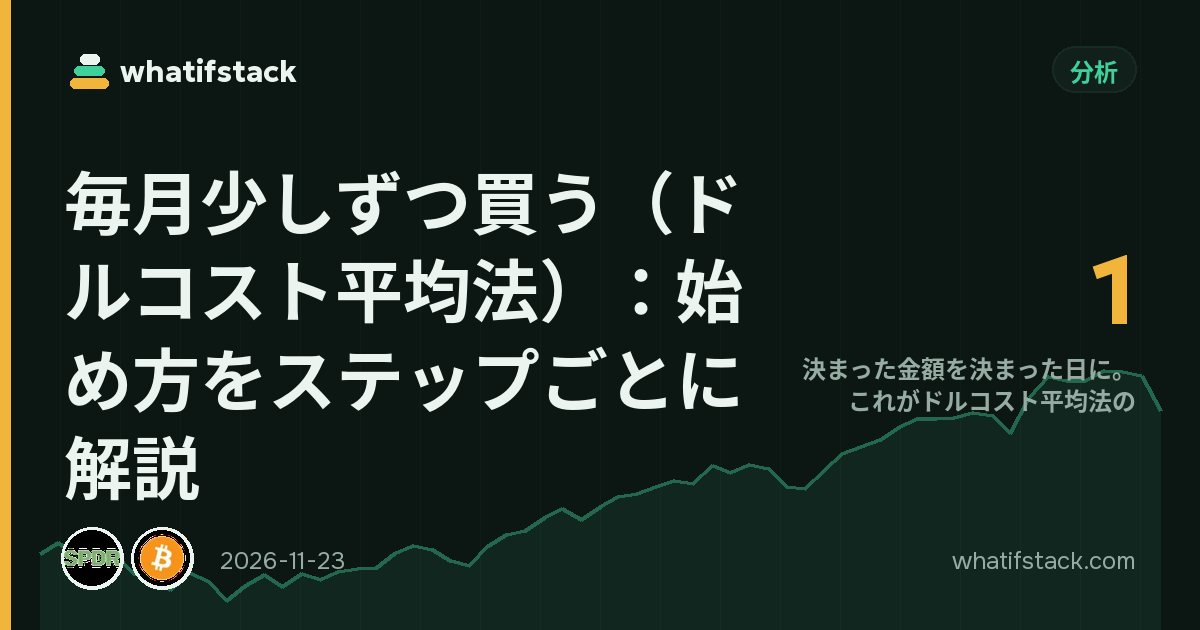 whatifstack
分析
毎月少しずつ買う（ド
ルコスト平均法）：始
め方をステップごとに
解説
1
決まった金額を決まった日に。
これがドルコスト平均法の
SPDR
2026-11-23
whatifstack.com